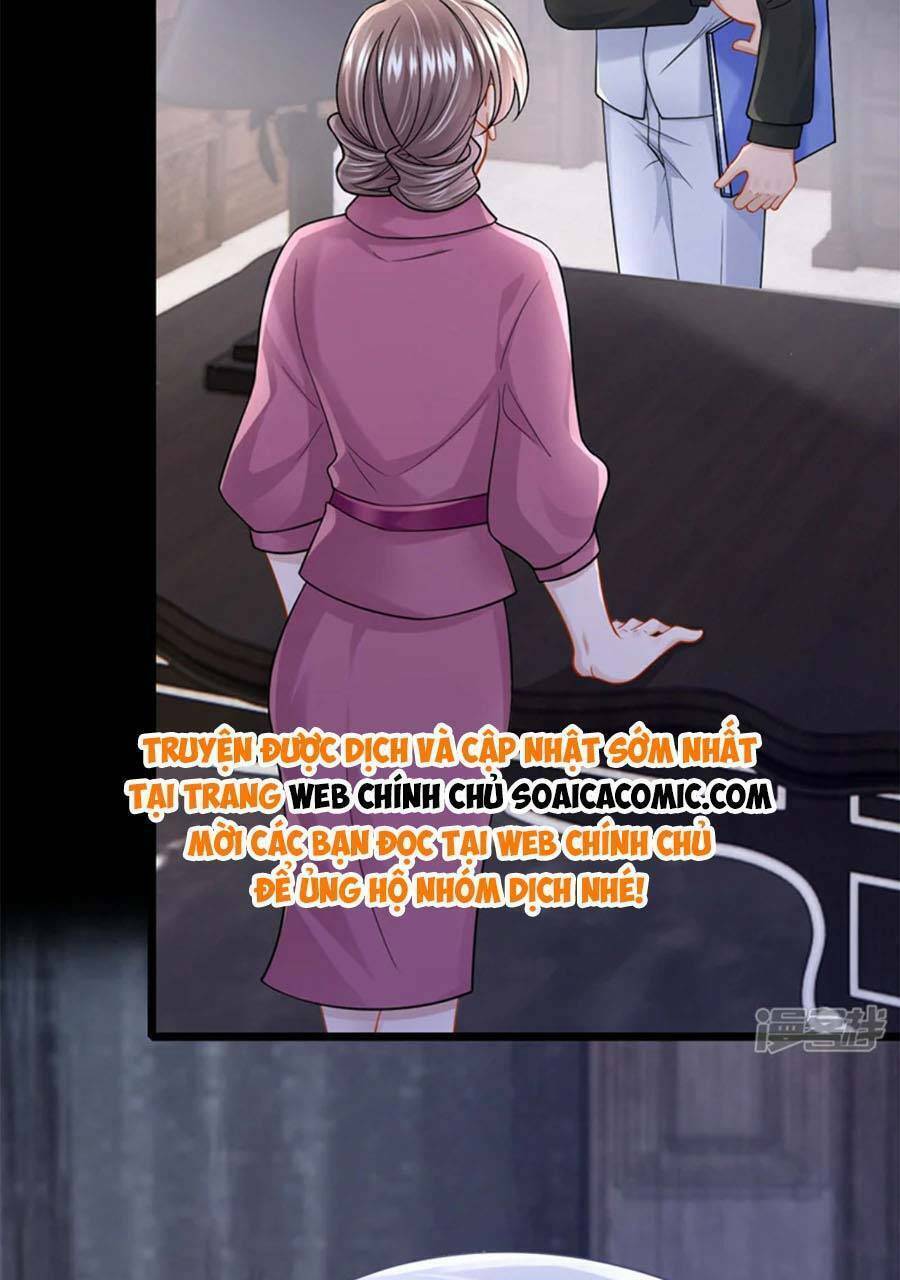 TRUYỆN ĐƯỢC DỊCH VÀ CẬP NHẬT SỚM NHẤT
TẠI TRANG WEB CHÍNH CHỦ SOAICACOMIC.COM
MỜI CÁC BẠN ĐỌC TẠI WEB CHÍNH CHỦ
ĐỂ ỦNG HỘ NHÓM DỊCH NHÉ!
漫客栈